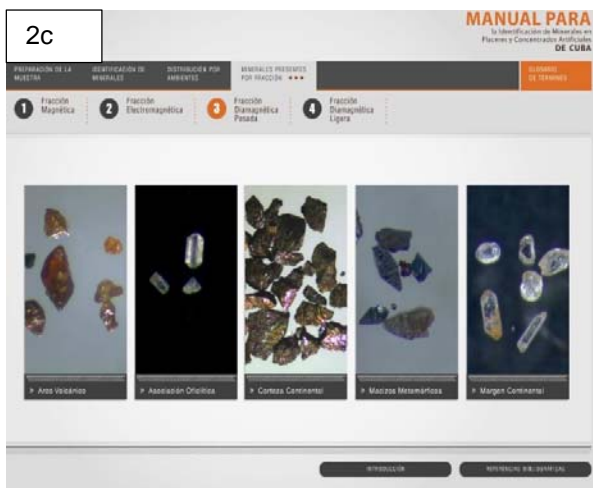 2c
MANUAL PARA
la Identificación de Minerales en
Placeres y Concentrados Artificiales
DE CUBA
PREPARACIÓN DE LA
MUESTRA
IDENTIFICACIÓN DE
MINERALES
DISTRIBUCIÓN POR
AMBIENTES
MINERALES PRESENTES
POR FRACCIÓN
GLOSARIO
DE TÉRMINOS
1 Fracción
Magnética
2 Fracción
Electromagnética
3 Fracción
Diamagnética
Pesada
4 Fracción
Diamagnética
Ligera
» Arco Volcánico
» Asociación Ofiolítica
» Corteza Continental
» Macizos Metamórficos
» Margen Continental
INTRODUCCIÓN
REFERENCIAS BIBLIOGRÁFICAS